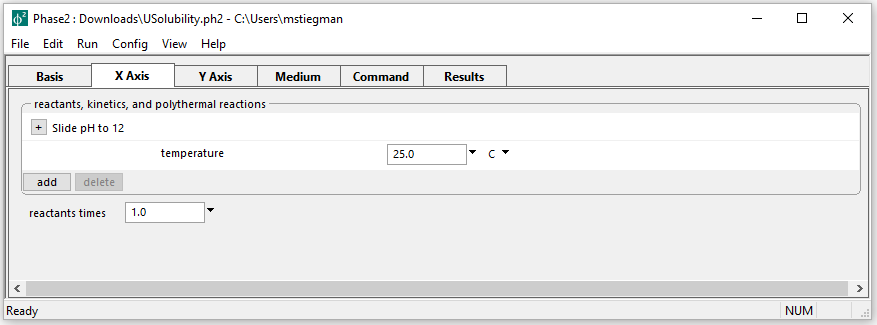 Phase2 : Downloads\USolubility.ph2 - C:\Users\mstiegman
File Edit Run Config View Help
Basis X Axis Y Axis Medium Command Results
reactants, kinetics, and polythermal reactions
+ Slide pH to 12
temperature 25.0 C
add delete
reactants times 1.0
Ready NUM